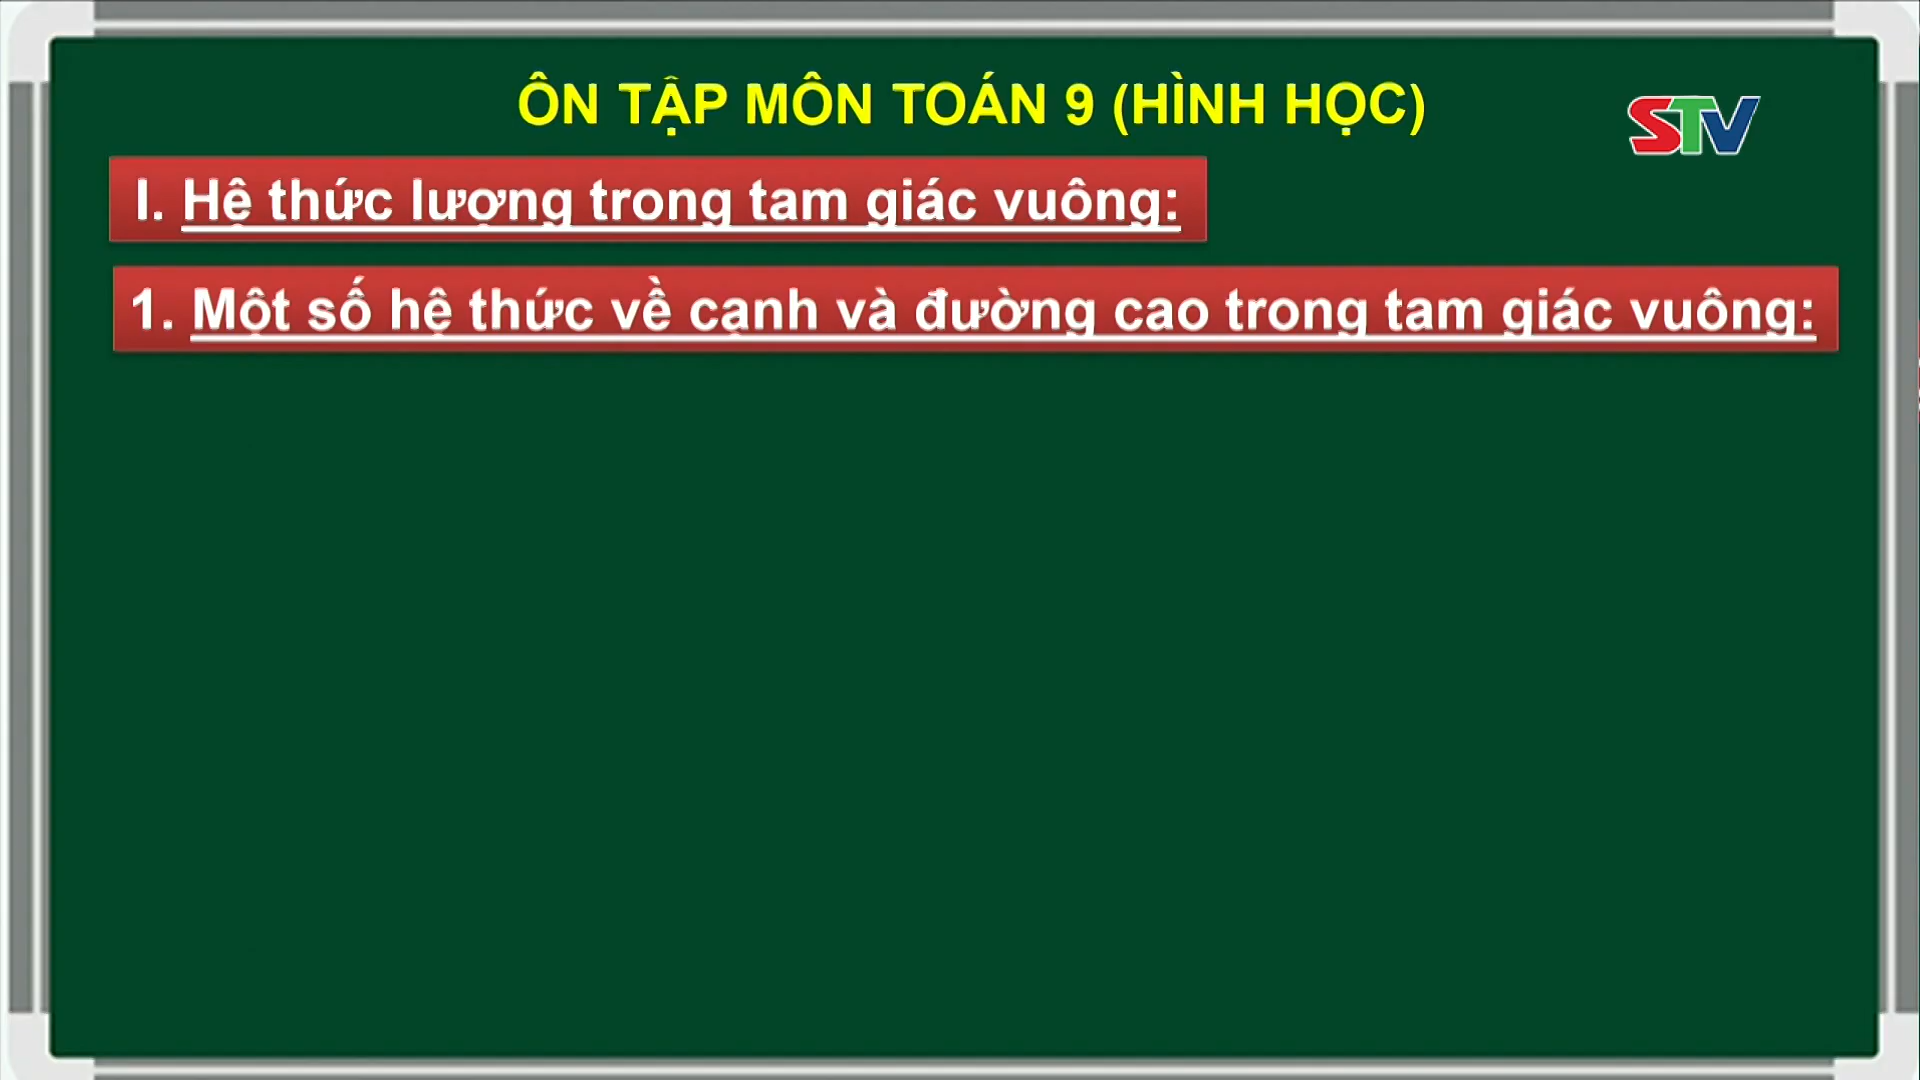 ÔN TẬP MÔN TOÁN 9 (HÌNH HỌC)
STV
I. Hệ thức lượng trong tam giác vuông:
1. Một số hệ thức về cạnh và đường cao trong tam giác vuông: